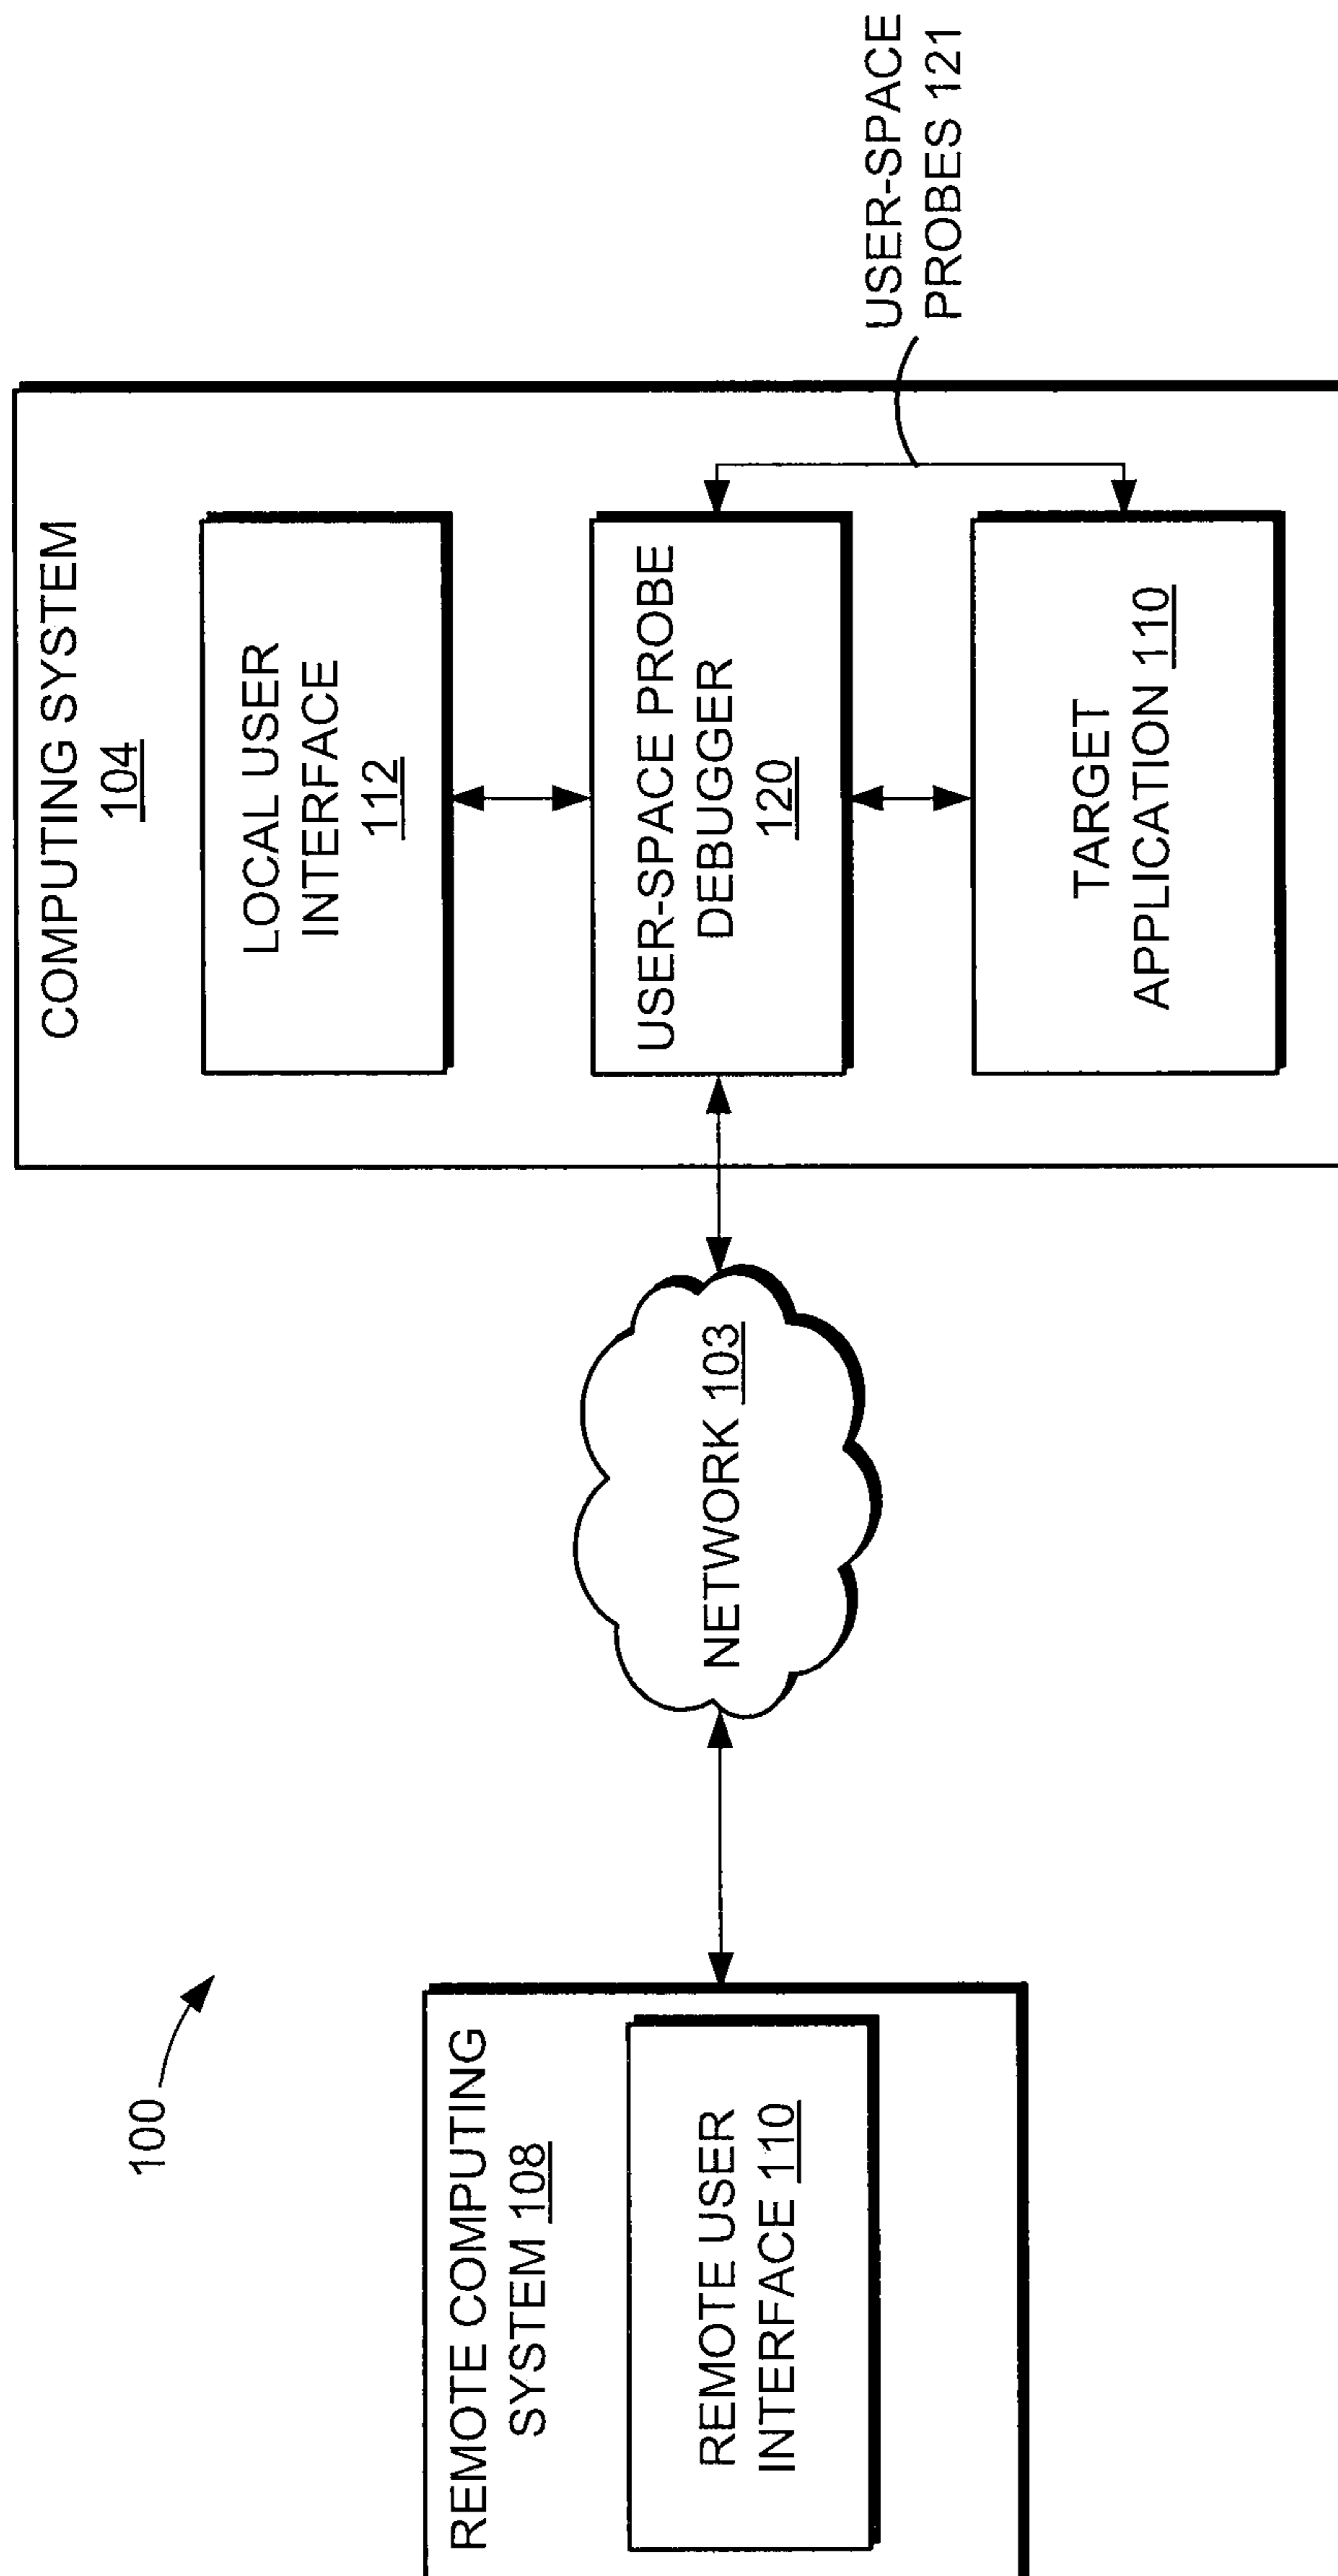 100
REMOTE COMPUTING
SYSTEM 108
REMOTE USER
INTERFACE 110
NETWORK 103
COMPUTING SYSTEM
104
LOCAL USER
INTERFACE
112
USER-SPACE PROBE
DEBUGGER
120
TARGET
APPLICATION 110
USER-SPACE
PROBES 121